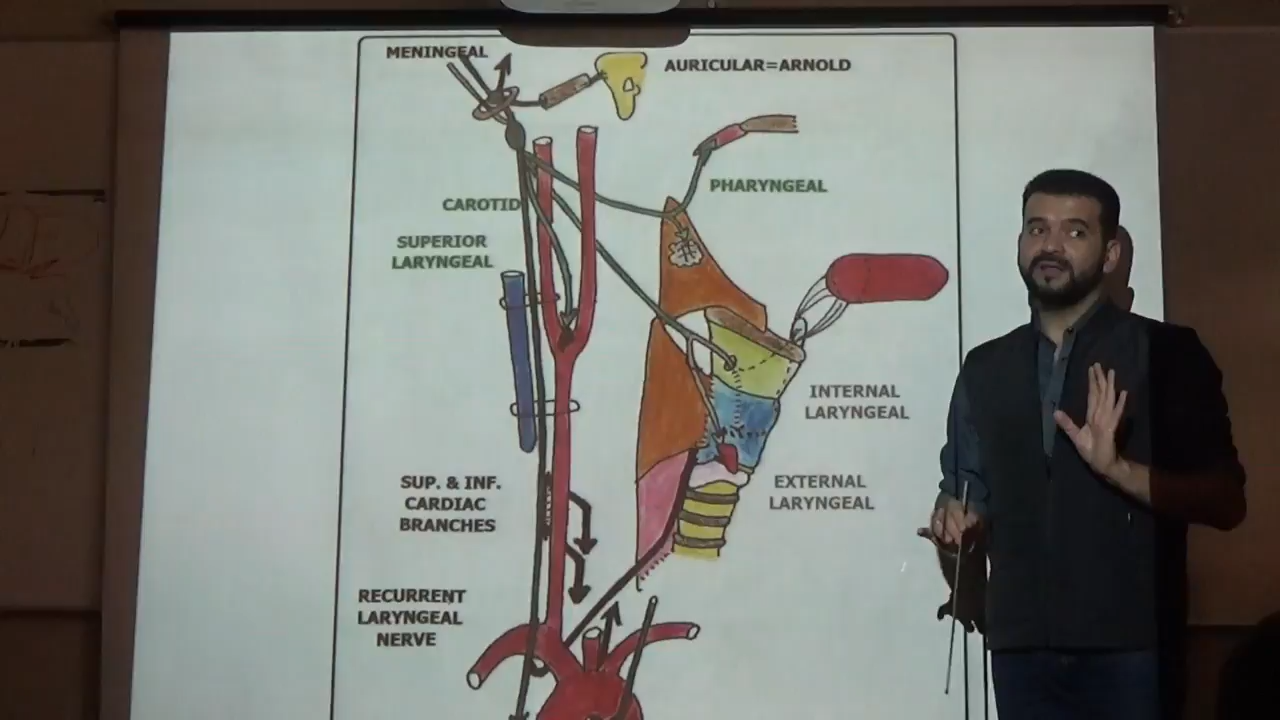 MENINGEAL
AURICULAR=ARNOLD
PHARYNGEAL
CAROTID
SUPERIOR
LARYNGEAL
INTERNAL
LARYNGEAL
SUP. & INF.
CARDIAC
BRANCHES
EXTERNAL
LARYNGEAL
RECURRENT
LARYNGEAL
NERVE